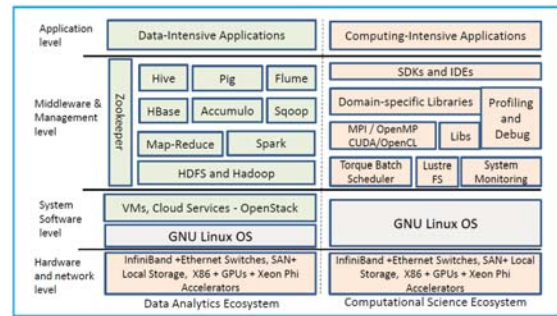 Application
level
Data-Intensive Applications
Computing-Intensive Applications
Middleware &
Management
level
Zookeeper
Hive
Pig
Flume
HBase
Accumulo
Sqoop
Map-Reduce
Spark
HDFS and Hadoop
SDKs and IDEs
Domain-specific Libraries
Profiling
and
Debug
MPI / OpenMP
CUDA/OpenCL
Libs
Torque Batch
Scheduler
Lustre
FS
System
Monitoring
System
Software
level
VMs, Cloud Services - OpenStack
GNU Linux OS
GNU Linux OS
Hardware
and network
level
InfiniBand +Ethernet Switches, SAN+
Local Storage, X86 + GPUs + Xeon Phi
Accelerators
InfiniBand +Ethernet Switches, SAN+ Local
Storage, X86 + GPUs + Xeon Phi
Accelerators
Data Analytics Ecosystem
Computational Science Ecosystem